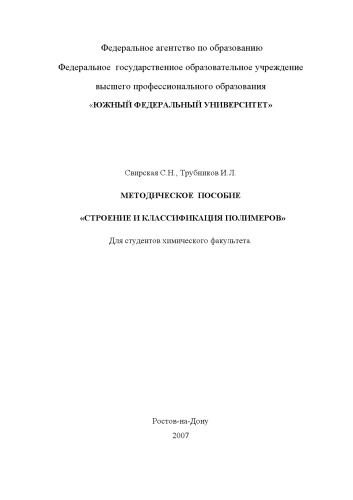 Федеральное агентство по образованию
Федеральное государственное образовательное учреждение
высшего профессионального образования
«ЮЖНЫЙ ФЕДЕРАЛЬНЫЙ УНИВЕРСИТЕТ»
Свирская С.Н., Трубников И.Л.
МЕТОДИЧЕСКОЕ ПОСОБИЕ
«СТРОЕНИЕ И КЛАССИФИКАЦИЯ ПОЛИМЕРОВ»
Для студентов химического факультета.
Ростов-на-Дону
2007